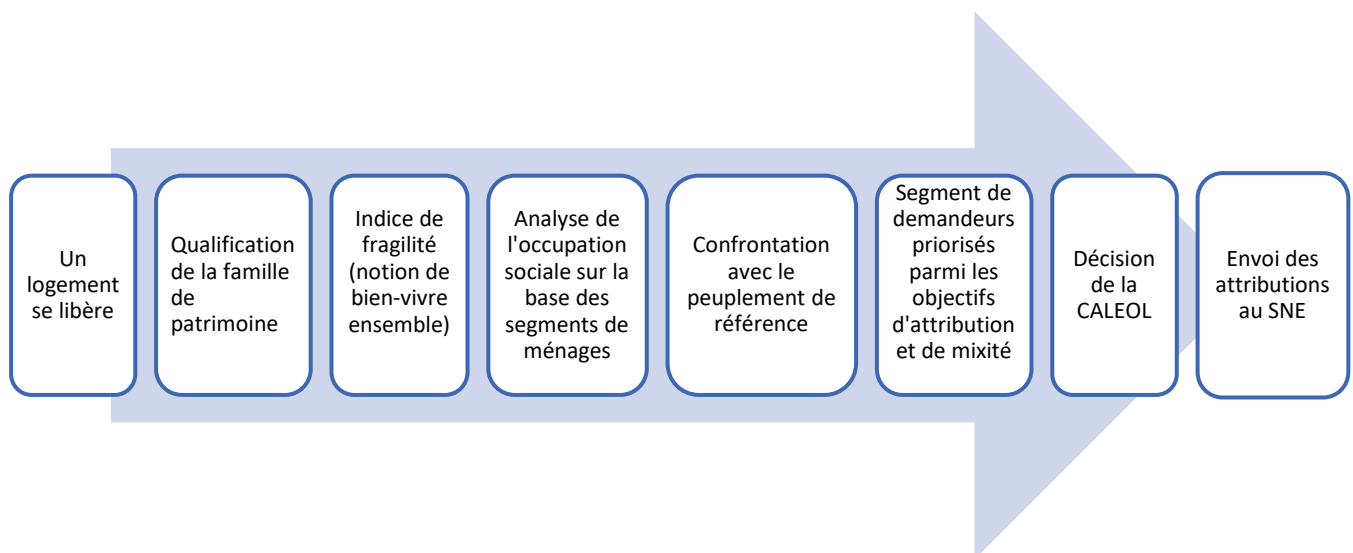 Un
logement
se libère
Qualification
de la famille
de
patrimoine
Indice de
fragilité
(notion de
bien-vivre
ensemble)
Analyse de
l'occupation
sociale sur la
base des
segments de
ménages
Confrontation
avec le
peuplement de
référence
Segment de
demandeurs
priorisés
parmi les
objectifs
d'attribution
et de mixité
Décision
de la
CALEOL
Envoi des
attributions
au SNE